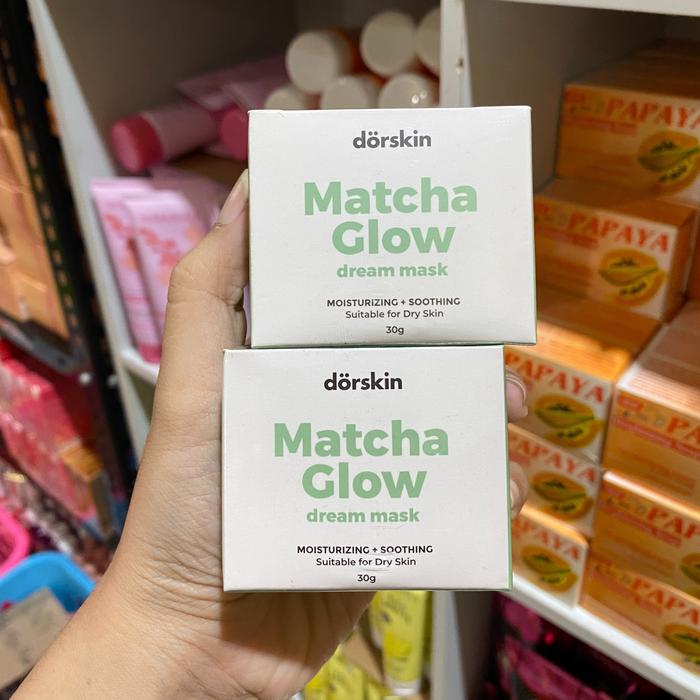 dörskin
Matcha
Glow
dream mask
MOISTURIZING + SOOTHING
Suitable for Dry Skin
30g
dörskin
Matcha
Glow
dream mask
MOISTURIZING + SOOTHING
Suitable for Dry Skin
30g
PAPAYA
PAPAYA
PAPAYA
PAPAYA
PAPAYA